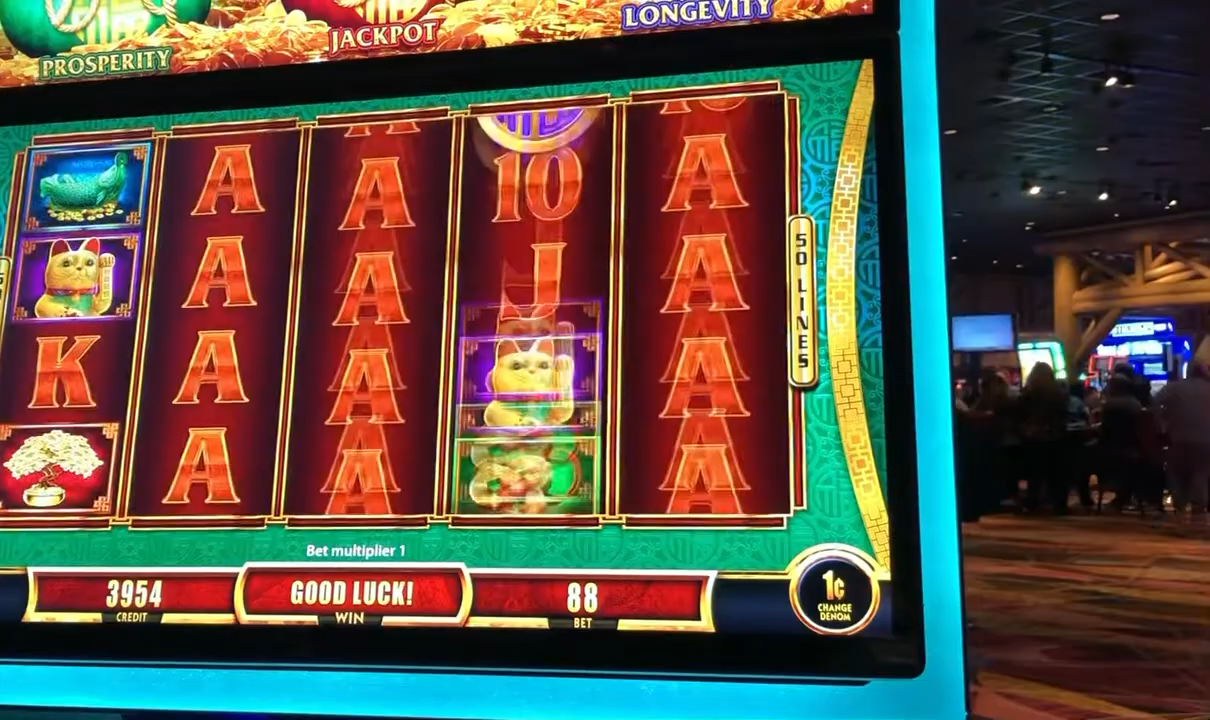 PROSPERITY
JACKPOT
LONGEVITY
A
A
10
A
A
A
J
A
K
A
A
A
A
A
A
A
50 LINES
Bet multiplier 1
3954
CREDIT
GOOD LUCK!
WIN
88
BET
1¢
CHANGE
DENOM